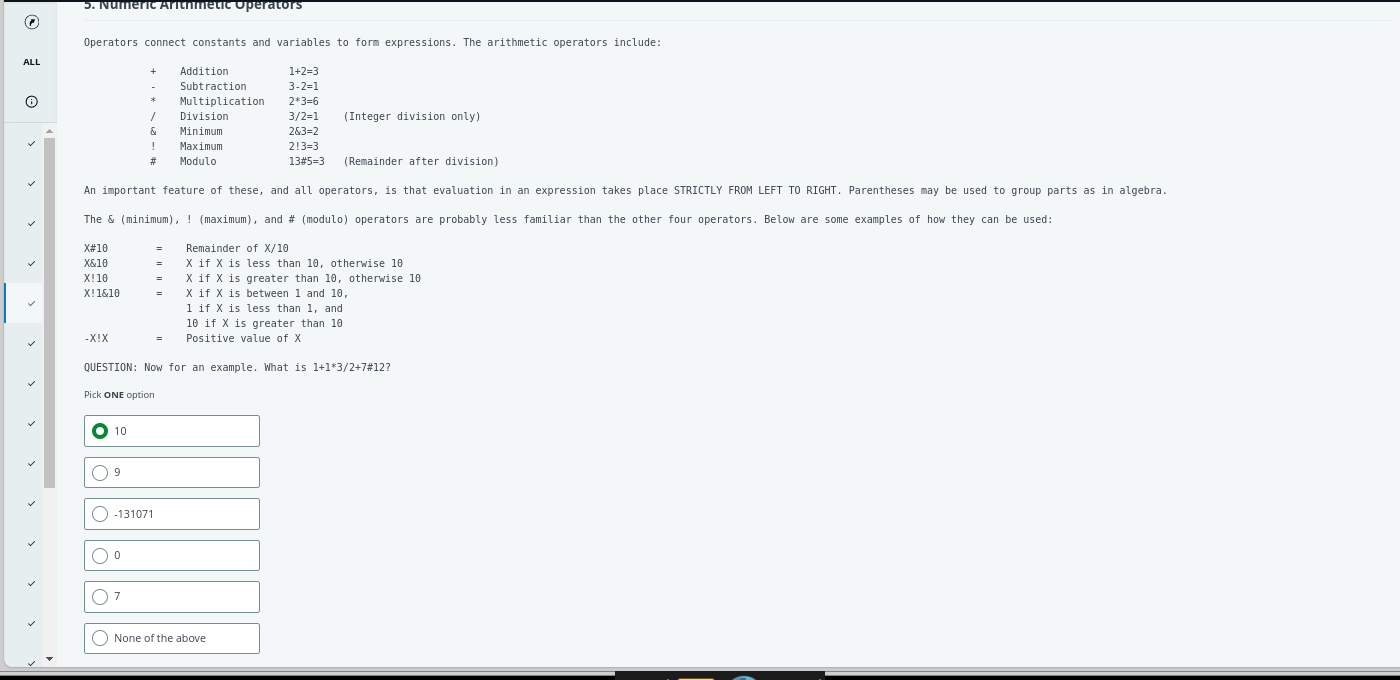 5. Numeric Arithmetic Operators
ALL
Operators connect constants and variables to form expressions. The arithmetic operators include:
+ Addition 1+2=3
- Subtraction 3-2=1
* Multiplication 2*3=6
/ Division 3/2=1 (Integer division only)
& Minimum 2&3=2
! Maximum 2!3=3
# Modulo 13#5=3 (Remainder after division)
An important feature of these, and all operators, is that evaluation in an expression takes place STRICTLY FROM LEFT TO RIGHT. Parentheses may be used to group parts as in algebra.
The & (minimum), ! (maximum), and # (modulo) operators are probably less familiar than the other four operators. Below are some examples of how they can be used:
X#10 = Remainder of X/10
X&10 = X if X is less than 10, otherwise 10
X!10 = X if X is greater than 10, otherwise 10
X!1&10 = X if X is between 1 and 10,
1 if X is less than 1, and
10 if X is greater than 10
-X!X = Positive value of X
QUESTION: Now for an example. What is 1+1*3/2+7#12?
Pick ONE option
10
9
-131071
0
7
None of the above